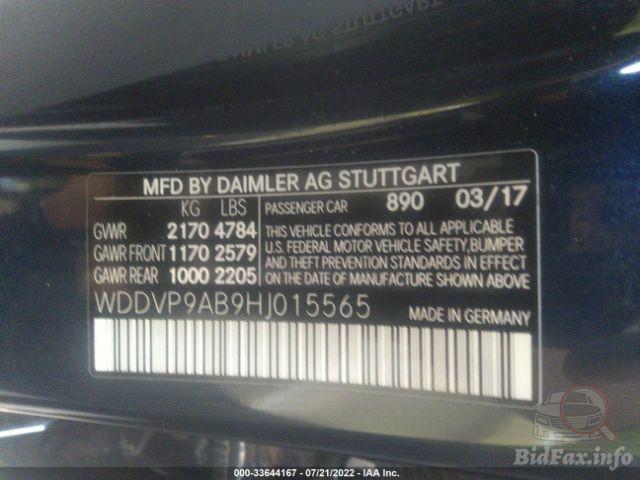 DAIMLER AG STUTTGART
MFD BY DAIMLER AG STUTTGART
KG LBS
GVWR 2170 4784
GAWR FRONT 1170 2579
GAWR REAR 1000 2205
PASSENGER CAR 890 03/17
THIS VEHICLE CONFORMS TO ALL APPLICABLE
U.S. FEDERAL MOTOR VEHICLE SAFETY, BUMPER
AND THEFT PREVENTION STANDARDS IN EFFECT
ON THE DATE OF MANUFACTURE SHOWN ABOVE
WDDVP9AB9HJ015565 MADE IN GERMANY
BidFax.info
000-33644167 - 07/21/2022 - IAA Inc.